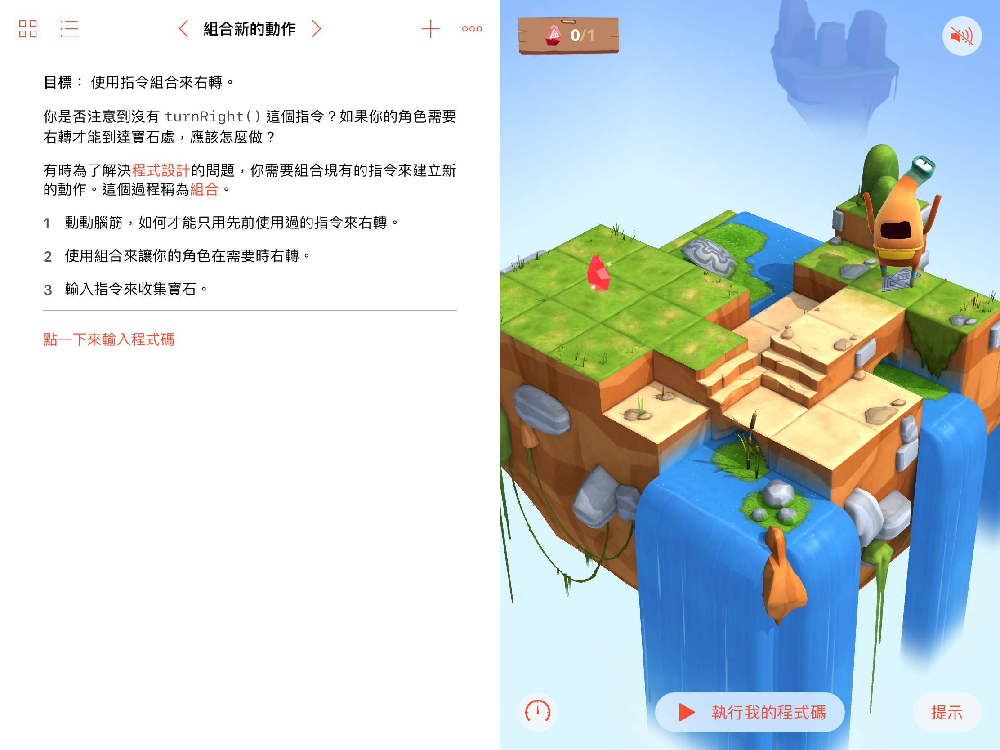 組合新的動作
0/1
目標： 使用指令組合來右轉。
你是否注意到沒有 turnRight() 這個指令？如果你的角色需要
右轉才能到達寶石處，應該怎麼做？
有時為了解決程式設計的問題，你需要組合現有的指令來建立新
的動作。這個過程稱為組合。
1 動動腦筋，如何才能只用先前使用過的指令來右轉。
2 使用組合來讓你的角色在需要時右轉。
3 輸入指令來收集寶石。
點一下來輸入程式碼
執行我的程式碼
提示